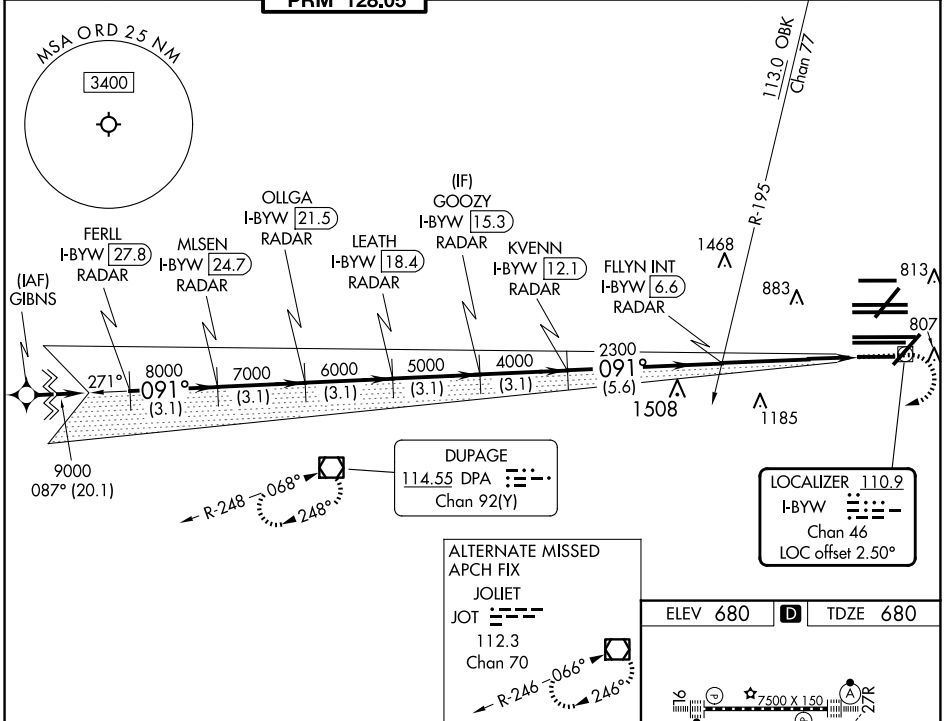 PRM 128.05
MSA ORD 25 NM
3400
113.0 OBK
Chan 77
R-195
(IAF)
GIBNS
FERLL
I-BYW 27.8
RADAR
MLSEN
I-BYW 24.7
RADAR
OLLGA
I-BYW 21.5
RADAR
LEATH
I-BYW 18.4
RADAR
(IF)
GOOZY
I-BYW 15.3
RADAR
KVENN
I-BYW 12.1
RADAR
FLLYN INT
I-BYW 6.6
RADAR
1468
883
813
807
271°
8000
091°
(3.1)
7000
(3.1)
6000
(3.1)
5000
(3.1)
4000
(3.1)
2300
091°
(5.6)
1508
1185
9000
087° (20.1)
R-248
068°
248°
DUPAGE
114.55 DPA
Chan 92(Y)
LOCALIZER 110.9
I-BYW
Chan 46
LOC offset 2.50°
ALTERNATE MISSED
APCH FIX
JOLIET
JOT
112.3
Chan 70
R-246
066°
246°
ELEV 680 D TDZE 680
9L
P
7500 X 150
A
27R
P